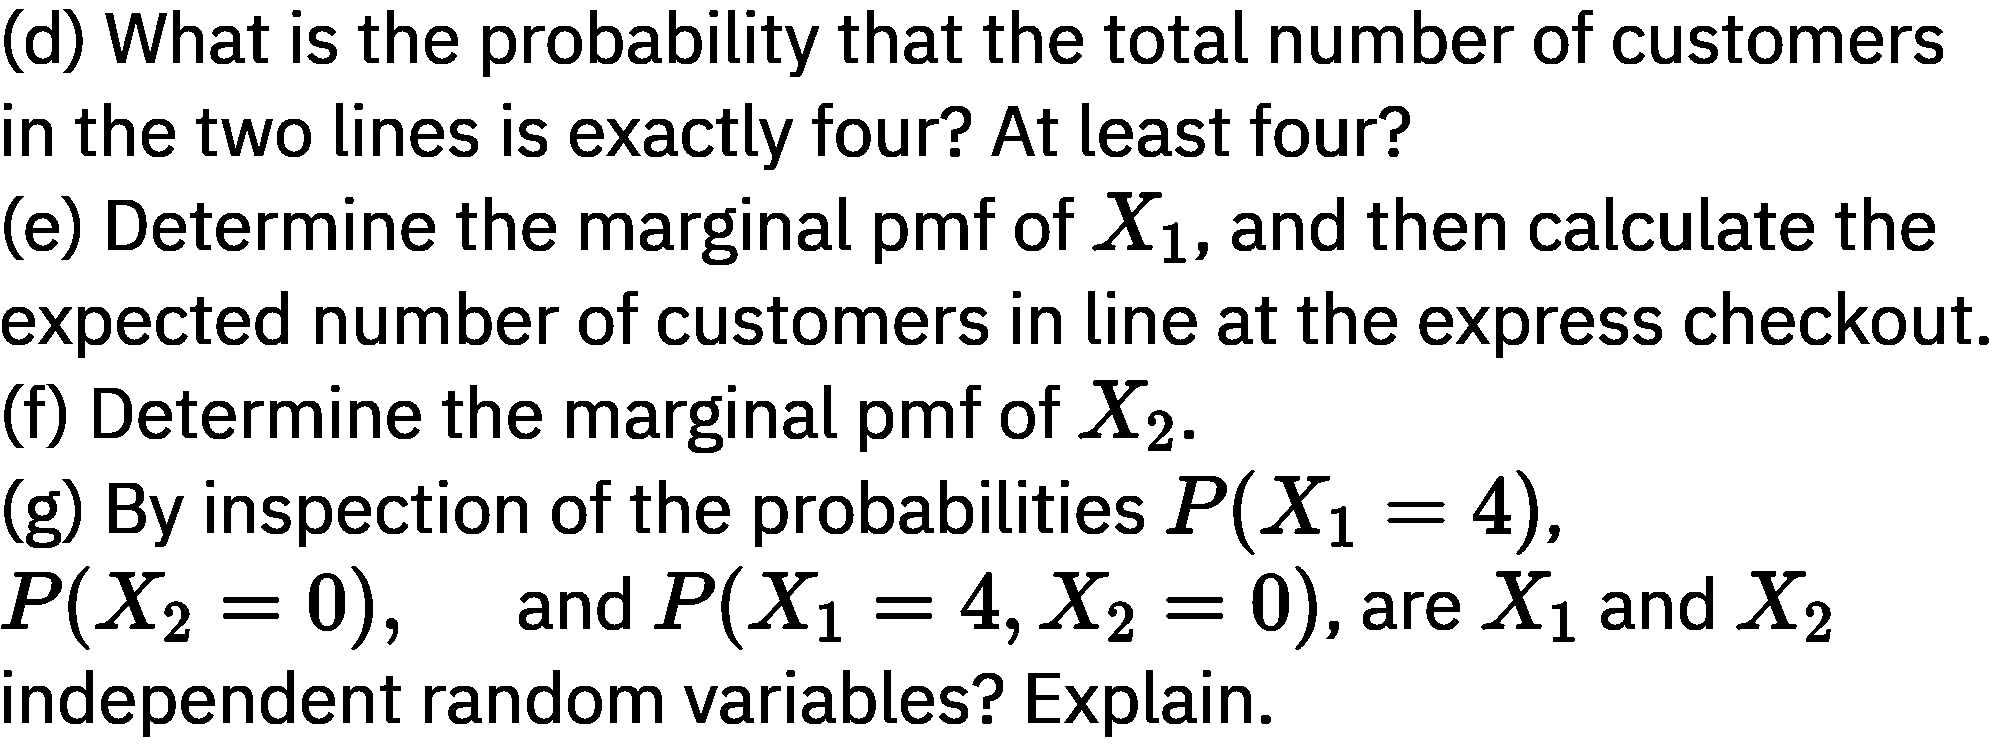 (d) What is the probability that the total number of customers
in the two lines is exactly four? At least four?
(e) Determine the marginal pmf of X₁, and then calculate the
expected number of customers in line at the express checkout.
(f) Determine the marginal pmf of X₂.
(g) By inspection of the probabilities P(X₁ = 4),
P(X₂ = 0), and P(X₁ = 4, X₂ = 0), are X₁ and X₂
independent random variables? Explain.